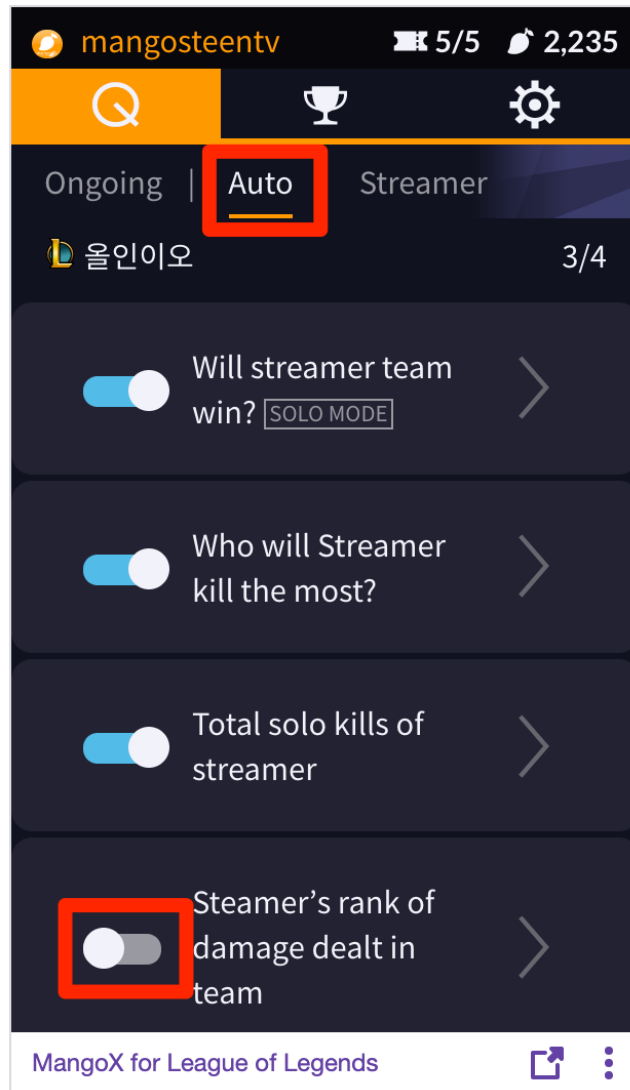 mangosteentv 5/5 2,235
Ongoing | Auto Streamer
올인이오 3/4
Will streamer team
win? SOLO MODE
Who will Streamer
kill the most?
Total solo kills of
streamer
Steamer's rank of
damage dealt in
team
MangoX for League of Legends